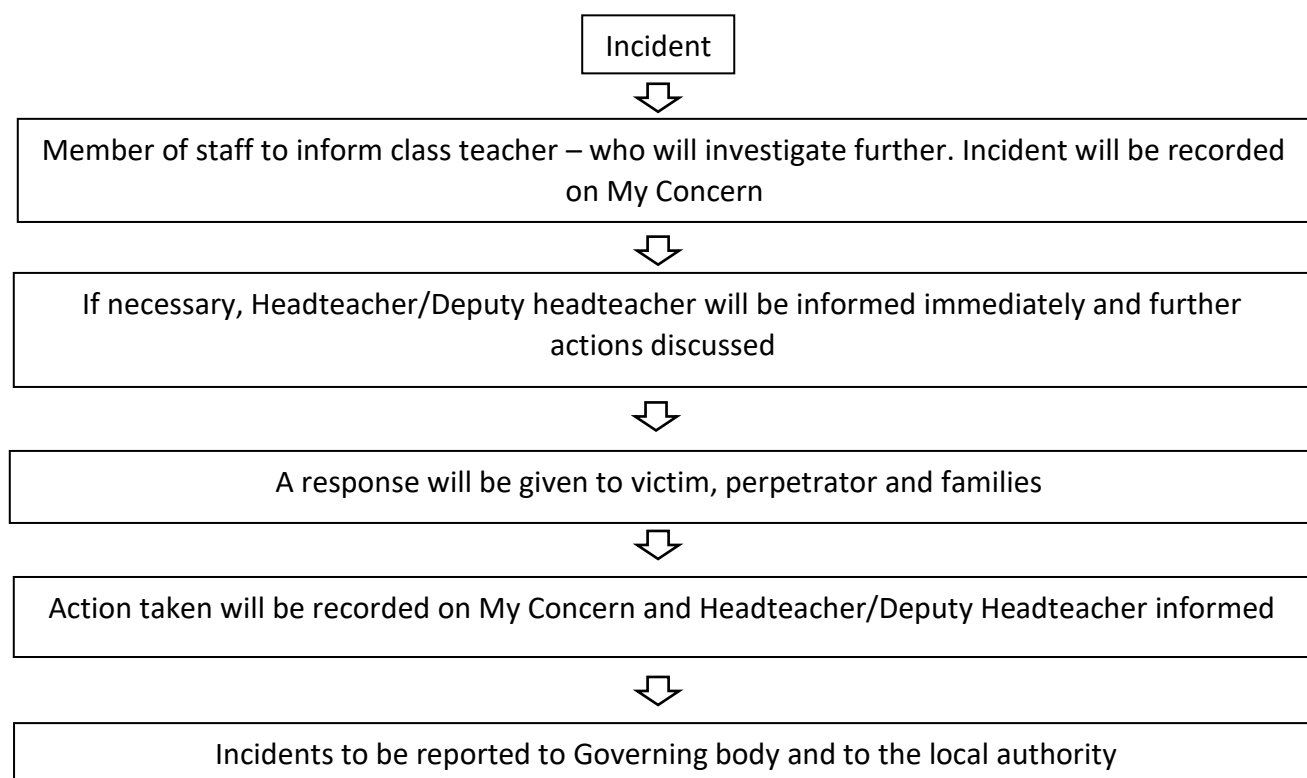 Incident
Member of staff to inform class teacher – who will investigate further. Incident will be recorded
on My Concern
If necessary, Headteacher/Deputy headteacher will be informed immediately and further
actions discussed
A response will be given to victim, perpetrator and families
Action taken will be recorded on My Concern and Headteacher/Deputy Headteacher informed
Incidents to be reported to Governing body and to the local authority